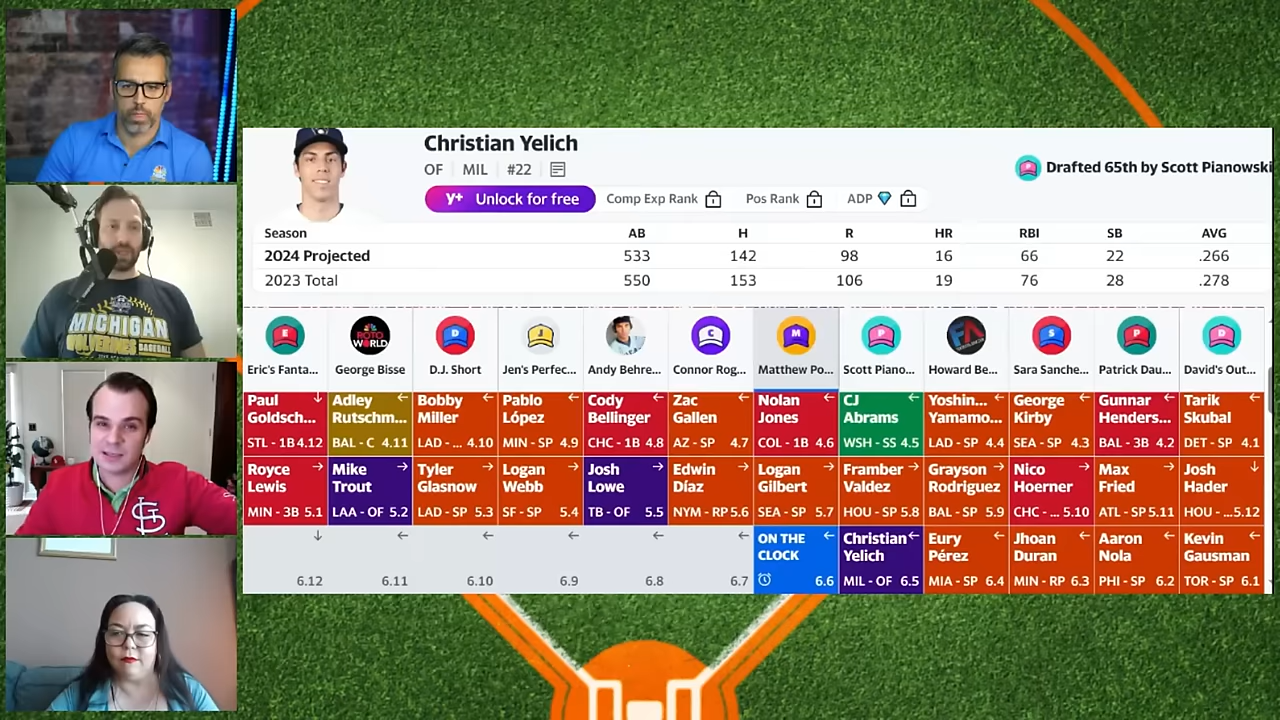 MICHIGAN
WOLVERINES
BASEBALL
STL
Christian Yelich
OF MIL #22
Y+ Unlock for free Comp Exp Rank Pos Rank ADP
Drafted 65th by Scott Pianowski
Season AB H R HR RBI SB AVG
2024 Projected 533 142 98 16 66 22 .266
2023 Total 550 153 106 19 76 28 .278
E ROTO WORLD D J C M P FA S P D
Eric's Fanta... George Bisse D.J. Short Jen's Perfec... Andy Behre... Connor Rog... Matthew Po... Scott Piano... Howard Be... Sara Sanche... Patrick Dau... David's Out...
Paul Adley Bobby Pablo Cody Zac Nolan CJ Yoshin... George Gunnar Tarik
Goldsch... Rutschm... Miller López Bellinger Gallen Jones Abrams Yamamo... Kirby Henders... Skubal
STL - 1B 4.12 BAL - C 4.11 LAD - ... 4.10 MIN - SP 4.9 CHC - 1B 4.8 AZ - SP 4.7 COL - 1B 4.6 WSH - SS 4.5 LAD - SP 4.4 SEA - SP 4.3 BAL - 3B 4.2 DET - SP 4.1
Royce Mike Tyler Logan Josh Edwin Logan Framber Grayson Nico Max Josh
Lewis Trout Glasnow Webb Lowe Díaz Gilbert Valdez Rodriguez Hoerner Fried Hader
MIN - 3B 5.1 LAA - OF 5.2 LAD - SP 5.3 SF - SP 5.4 TB - OF 5.5 NYM - RP 5.6 SEA - SP 5.7 HOU - SP 5.8 BAL - SP 5.9 CHC - ... 5.10 ATL - SP 5.11 HOU - ... 5.12
ON THE Christian Eury Jhoan Aaron Kevin
CLOCK Yelich Pérez Duran Nola Gausman
6.12 6.11 6.10 6.9 6.8 6.7 6.6 MIL - OF 6.5 MIA - SP 6.4 MIN - RP 6.3 PHI - SP 6.2 TOR - SP 6.1